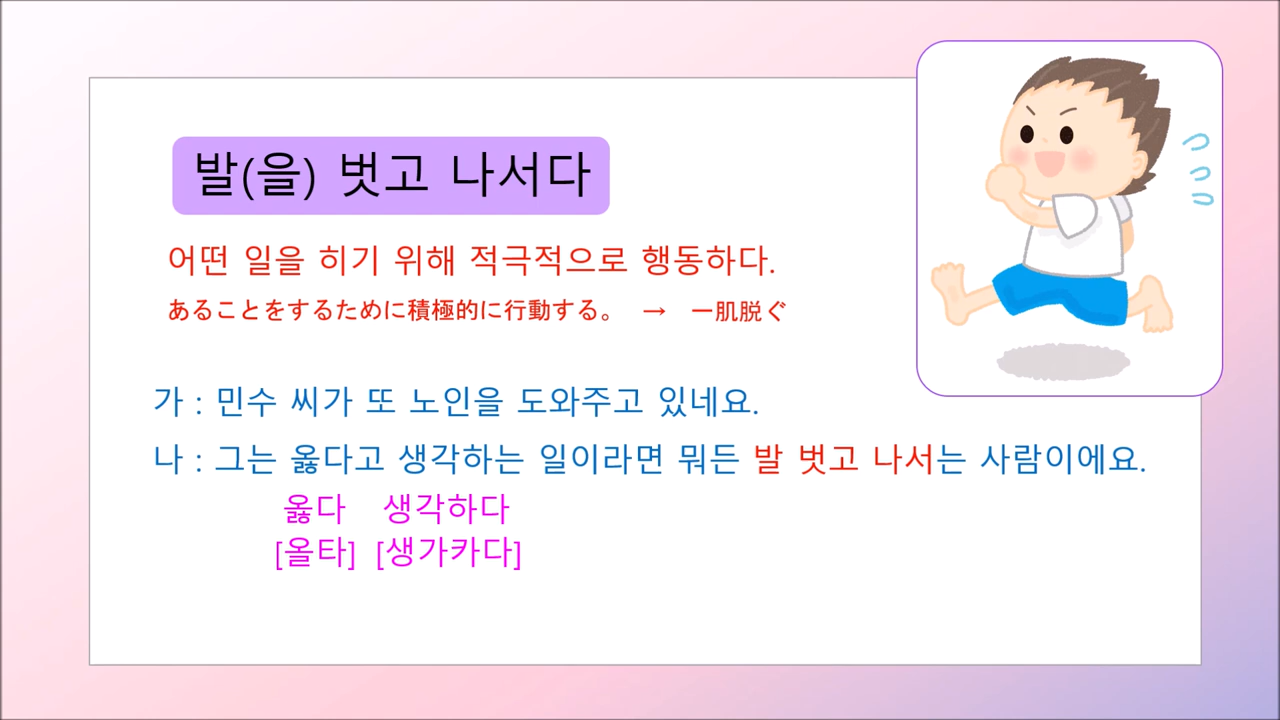 발(을) 벗고 나서다
어떤 일을 히기 위해 적극적으로 행동하다.
あることをするために積極的に行動する。 → 一肌脱ぐ
가 : 민수 씨가 또 노인을 도와주고 있네요.
나 : 그는 옳다고 생각하는 일이라면 뭐든 발 벗고 나서는 사람이에요.
옳다 생각하다
[올타] [생가카다]